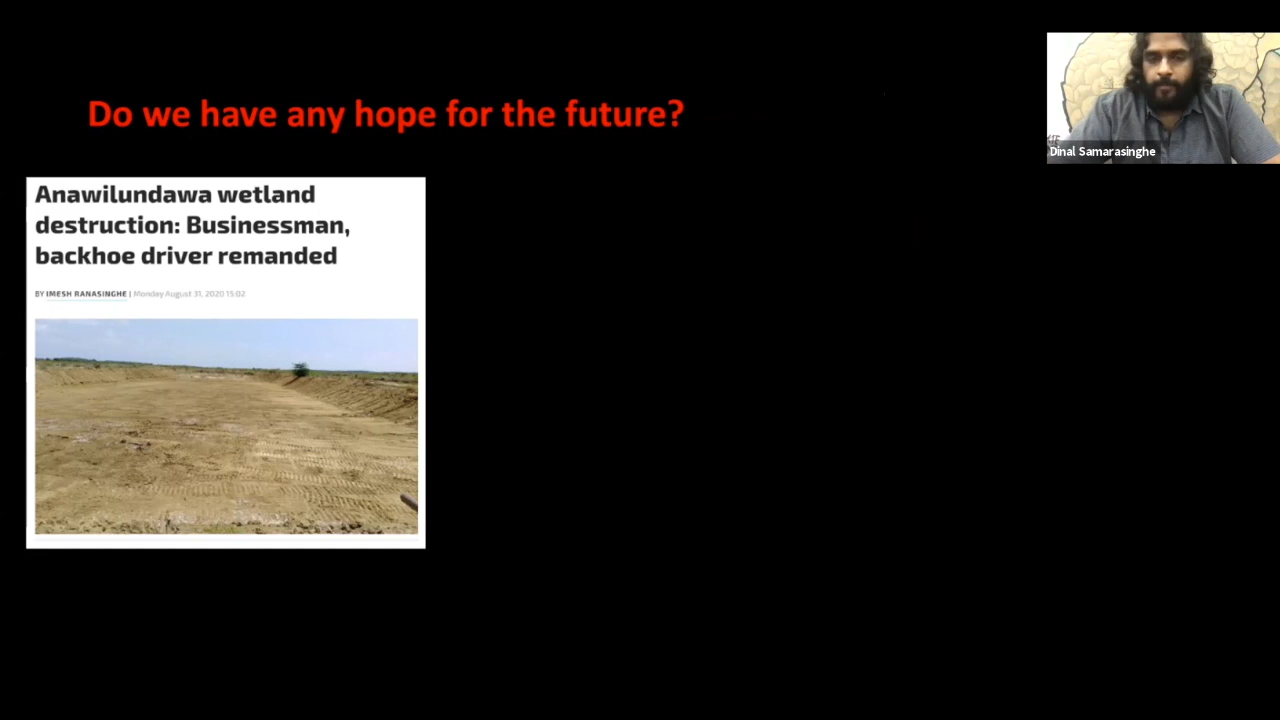 Do we have any hope for the future?
Dinal Samarasinghe
Anawilundawa wetland
destruction: Businessman,
backhoe driver remanded
BY IMESH RANASINGHE | Monday August 31, 2020 15:02